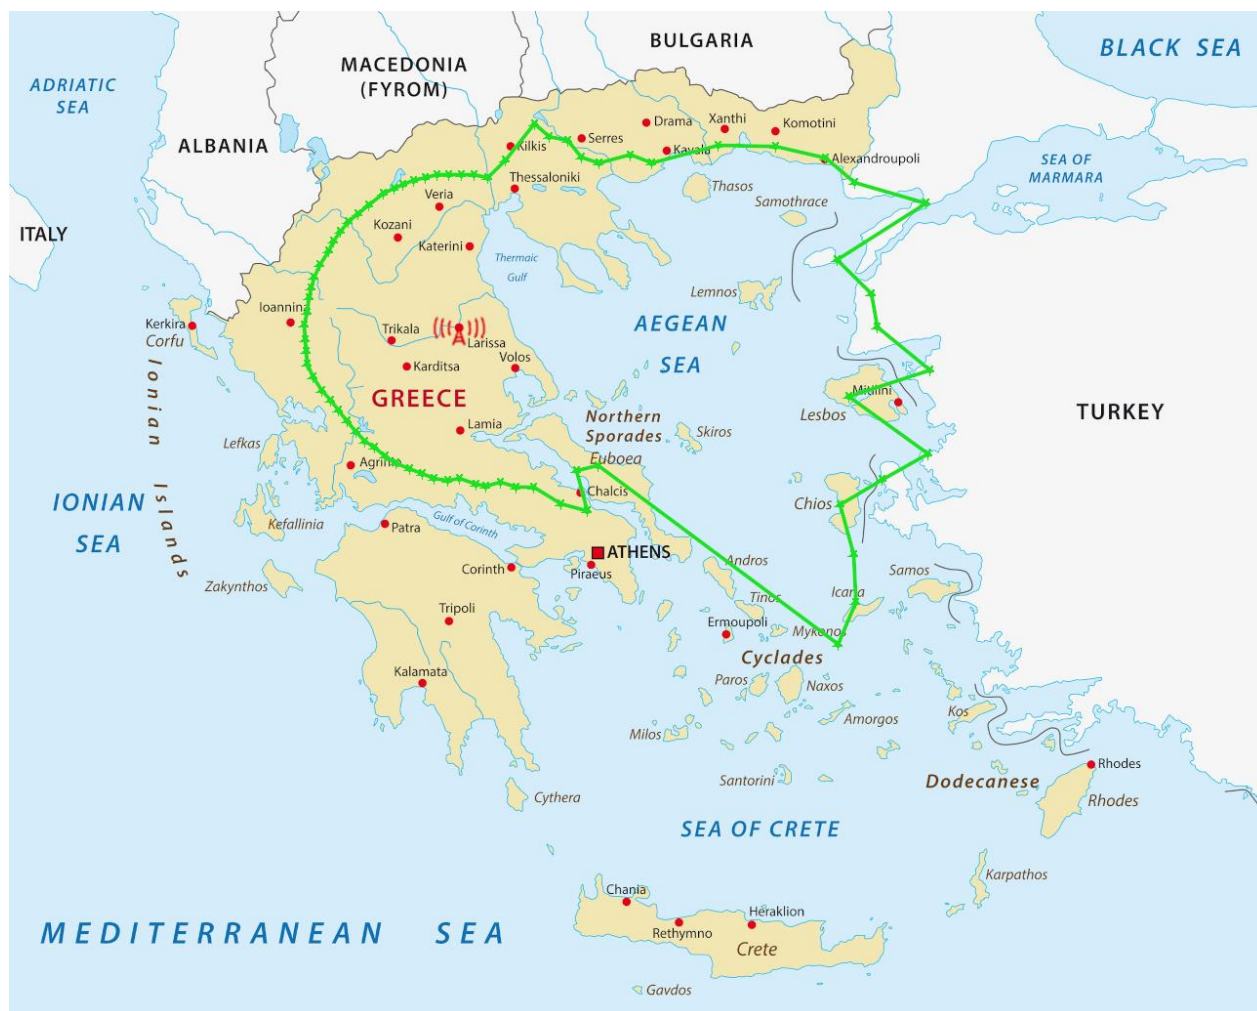 BULGARIA
BLACK SEA
MACEDONIA
(FYROM)
ADRIATIC
SEA
ALBANIA
Drama
Xanthi
Komotini
Serres
Kilkis
Kavala
Alexandroupoli
SEA OF
MARMARA
Thessaloniki
Thasos
Veria
Samothrace
ITALY
Kozani
Katerini
Thermaic
Gulf
Lemnos
Ioannina
Kerkira
Corfu
Trikala
Larissa
AEGEAN
SEA
Volos
Karditsa
GREECE
Mitilini
Lesbos
TURKEY
Ionian Islands
Northern
Sporades
Skiros
Lamia
Lefkas
Euboea
Agrinio
Chalcis
IONIAN
SEA
Chios
Kefallinia
Patra
Gulf of Corinth
ATHENS
Piraeus
Corinth
Andros
Samos
Zakynthos
Tinos
Icaria
Tripoli
Ermoupoli
Mykonos
Cyclades
Kalamata
Paros
Naxos
Kos
Amorgos
Milos
Santorini
Dodecanese
Rhodes
Rhodes
Cythera
SEA OF CRETE
Karpathos
Chania
Heraklion
Rethymno
Crete
MEDITERRANEAN SEA
Gavdos